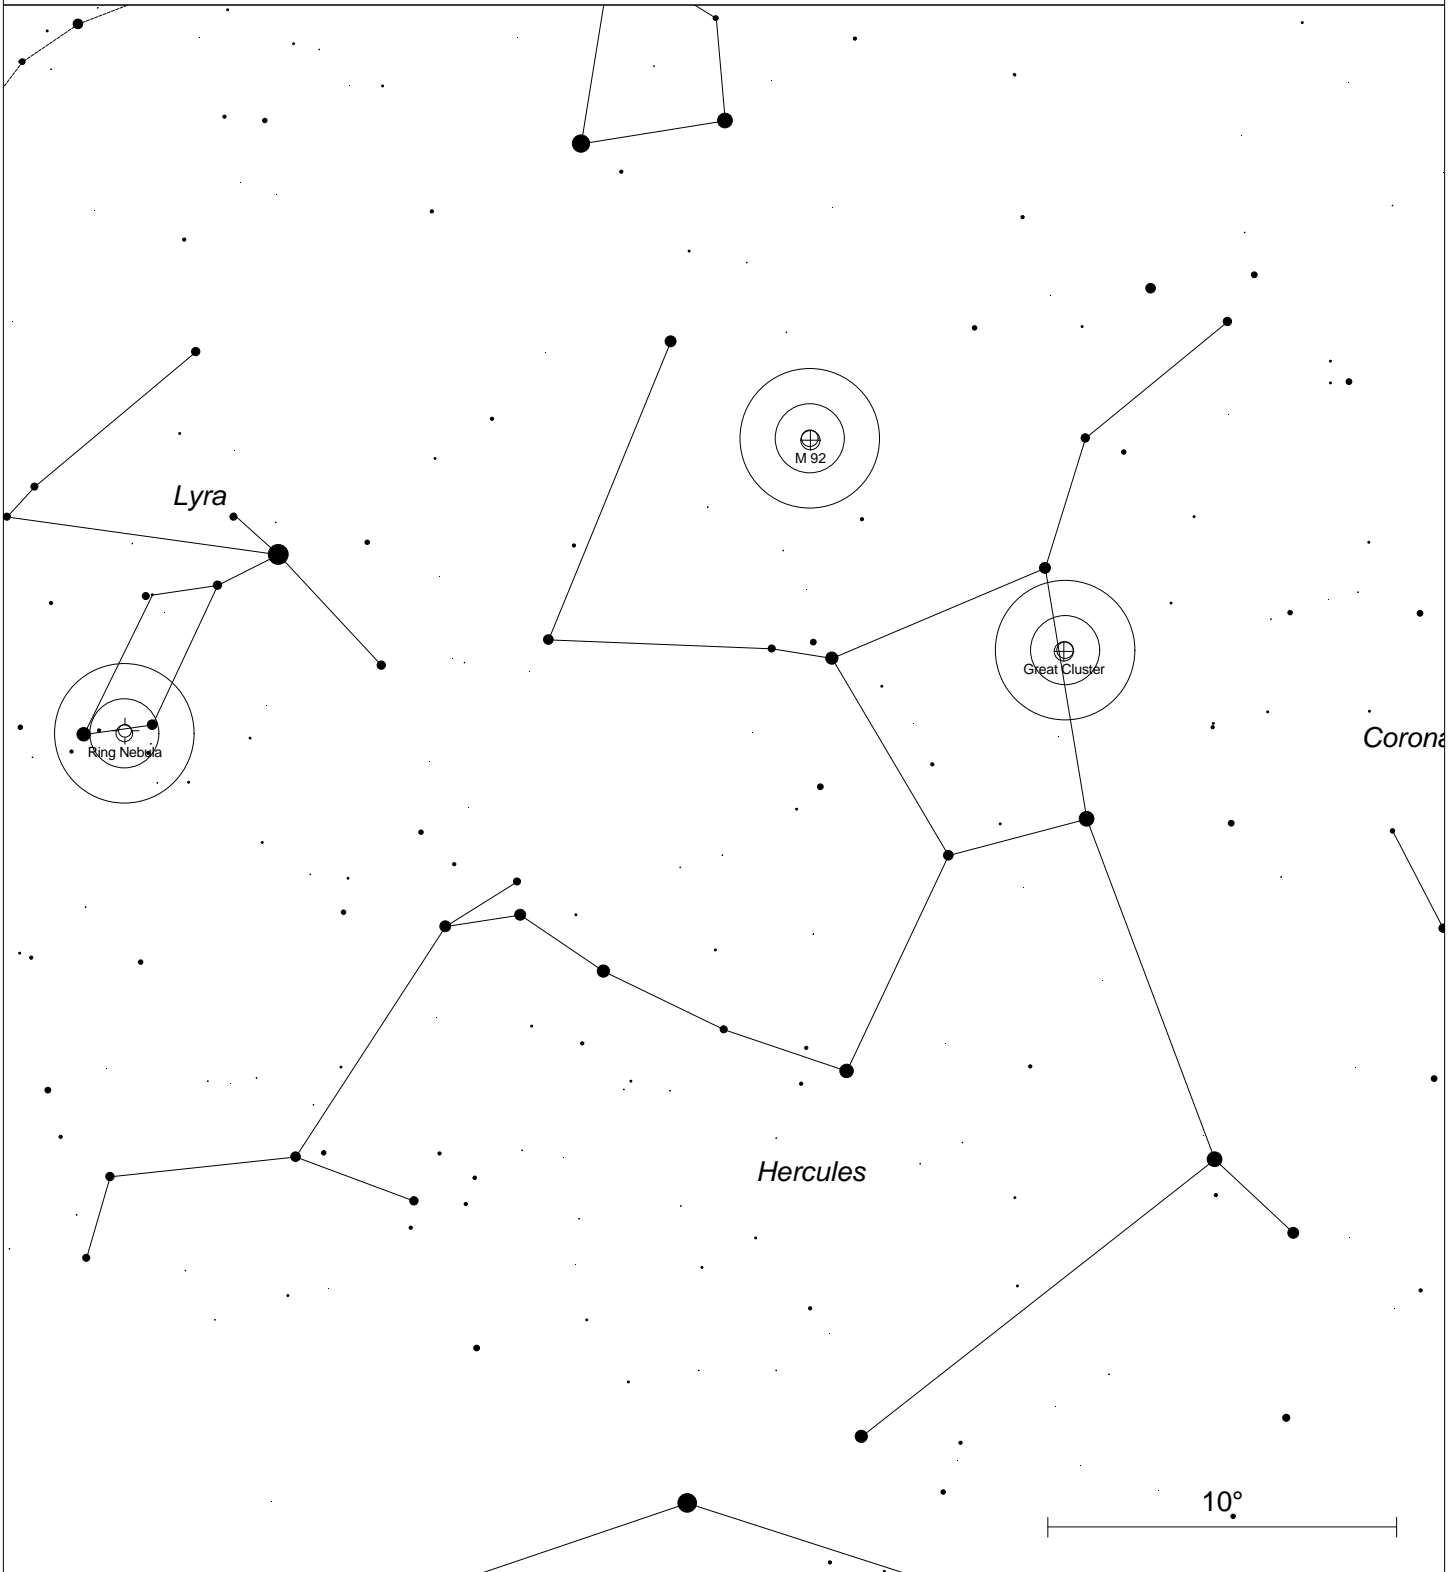 M 92
Lyra
Great Cluster
Corona
Ring Nebula
Hercules
10°